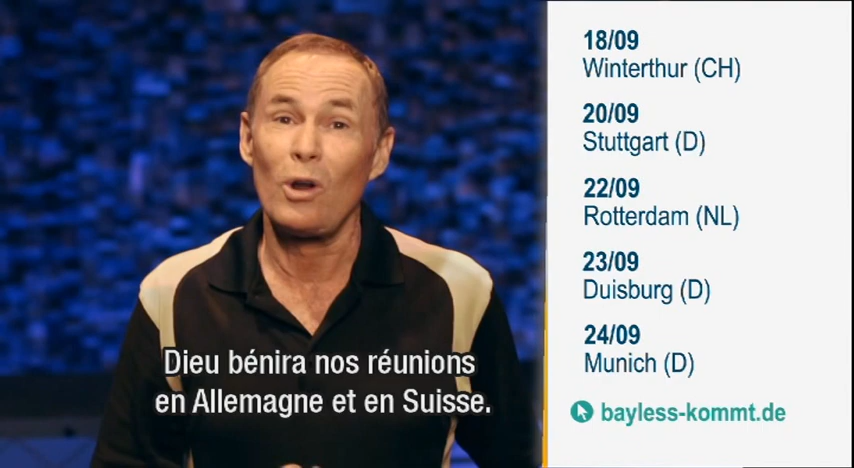 Dieu bénira nos réunions
en Allemagne et en Suisse.
18/09
Winterthur (CH)
20/09
Stuttgart (D)
22/09
Rotterdam (NL)
23/09
Duisburg (D)
24/09
Munich (D)
bayless-kommt.de